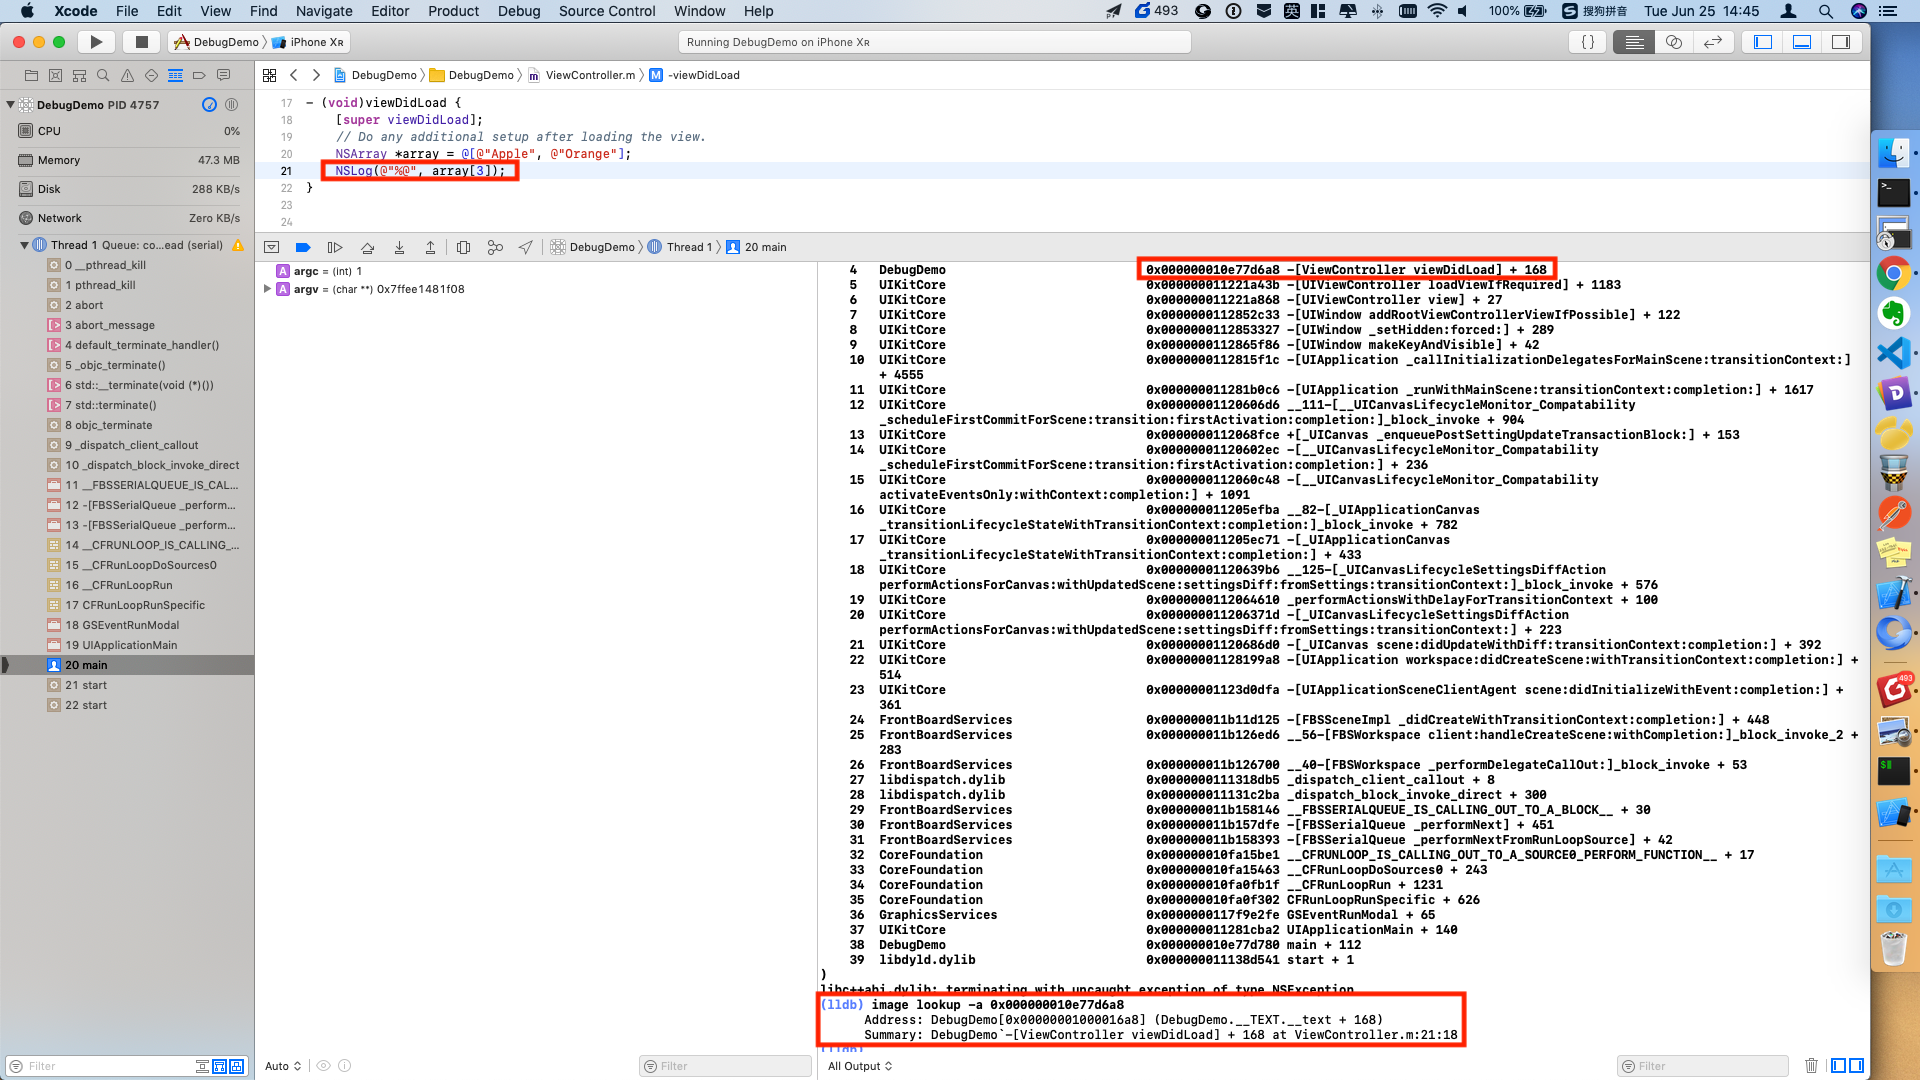 Xcode File Edit View Find Navigate Editor Product Debug Source Control Window Help 493 英 100% 搜狗拼音 Tue Jun 25 14:45
DebugDemo iPhone XR
Running DebugDemo on iPhone XR
DebugDemo DebugDemo ViewController.m M -viewDidLoad
DebugDemo PID 4757
CPU 0%
Memory 47.3 MB
Disk 288 KB/s
Network Zero KB/s
Thread 1 Queue: co...ead (serial)
0 __pthread_kill
1 pthread_kill
2 abort
3 abort_message
4 default_terminate_handler()
5 _objc_terminate()
6 std::__terminate(void (*)())
7 std::terminate()
8 objc_terminate
9 _dispatch_client_callout
10 _dispatch_block_invoke_direct
11 __FBSSERIALQUEUE_IS_CAL...
12 -[FBSSerialQueue _perform...
13 -[FBSSerialQueue _perform...
14 __CFRUNLOOP_IS_CALLING_...
15 __CFRunLoopDoSources0
16 __CFRunLoopRun
17 CFRunLoopRunSpecific
18 GSEventRunModal
19 UIApplicationMain
20 main
21 start
22 start
Filter
17 - (void)viewDidLoad {
18 [super viewDidLoad];
19 // Do any additional setup after loading the view.
20 NSArray *array = @[@"Apple", @"Orange"];
21 NSLog(@"%@", array[3]);
22 }
23
24
DebugDemo Thread 1 20 main
A argc = (int) 1
A argv = (char **) 0x7ffee1481f08
Auto
Filter
4 DebugDemo 0x000000010e77d6a8 -[ViewController viewDidLoad] + 168
5 UIKitCore 0x000000011221a43b -[UIViewController loadViewIfRequired] + 1183
6 UIKitCore 0x000000011221a868 -[UIViewController view] + 27
7 UIKitCore 0x0000000112852c33 -[UIWindow addRootViewControllerViewIfPossible] + 122
8 UIKitCore 0x0000000112853327 -[UIWindow _setHidden:forced:] + 289
9 UIKitCore 0x0000000112865f86 -[UIWindow makeKeyAndVisible] + 42
10 UIKitCore 0x0000000112815f1c -[UIApplication _callInitializationDelegatesForMainScene:transitionContext:]
+ 4555
11 UIKitCore 0x000000011281b0c6 -[UIApplication _runWithMainScene:transitionContext:completion:] + 1617
12 UIKitCore 0x00000001120606d6 __111-[__UICanvasLifecycleMonitor_Compatability
_scheduleFirstCommitForScene:transition:firstActivation:completion:]_block_invoke + 904
13 UIKitCore 0x0000000112068fce +[_UICanvas _enqueuePostSettingUpdateTransactionBlock:] + 153
14 UIKitCore 0x00000001120602ec -[__UICanvasLifecycleMonitor_Compatability
_scheduleFirstCommitForScene:transition:firstActivation:completion:] + 236
15 UIKitCore 0x0000000112060c48 -[__UICanvasLifecycleMonitor_Compatability
activateEventsOnly:withContext:completion:] + 1091
16 UIKitCore 0x000000011205efba __82-[_UIApplicationCanvas
_transitionLifecycleStateWithTransitionContext:completion:]_block_invoke + 782
17 UIKitCore 0x000000011205ec71 -[_UIApplicationCanvas
_transitionLifecycleStateWithTransitionContext:completion:] + 433
18 UIKitCore 0x00000001120639b6 __125-[_UICanvasLifecycleSettingsDiffAction
performActionsForCanvas:withUpdatedScene:settingsDiff:fromSettings:transitionContext:]_block_invoke + 576
19 UIKitCore 0x0000000112064610 _performActionsWithDelayForTransitionContext + 100
20 UIKitCore 0x000000011206371d -[_UICanvasLifecycleSettingsDiffAction
performActionsForCanvas:withUpdatedScene:settingsDiff:fromSettings:transitionContext:] + 223
21 UIKitCore 0x00000001120686d0 -[_UICanvas scene:didUpdateWithDiff:transitionContext:completion:] + 392
22 UIKitCore 0x00000001128199a8 -[UIApplication workspace:didCreateScene:withTransitionContext:completion:] +
514
23 UIKitCore 0x00000001123d0dfa -[UIApplicationSceneClientAgent scene:didInitializeWithEvent:completion:] +
361
24 FrontBoardServices 0x000000011b11d125 -[FBSSceneImpl _didCreateWithTransitionContext:completion:] + 448
25 FrontBoardServices 0x000000011b126ed6 __56-[FBSWorkspace client:handleCreateScene:withCompletion:]_block_invoke_2 +
283
26 FrontBoardServices 0x000000011b126700 __40-[FBSWorkspace _performDelegateCallOut:]_block_invoke + 53
27 libdispatch.dylib 0x0000000111318db5 _dispatch_client_callout + 8
28 libdispatch.dylib 0x000000011131c2ba _dispatch_block_invoke_direct + 300
29 FrontBoardServices 0x000000011b158146 __FBSSERIALQUEUE_IS_CALLING_OUT_TO_A_BLOCK__ + 30
30 FrontBoardServices 0x000000011b157dfe -[FBSSerialQueue _performNext] + 451
31 FrontBoardServices 0x000000011b158393 -[FBSSerialQueue _performNextFromRunLoopSource] + 42
32 CoreFoundation 0x000000010fa15be1 __CFRUNLOOP_IS_CALLING_OUT_TO_A_SOURCE0_PERFORM_FUNCTION__ + 17
33 CoreFoundation 0x000000010fa15463 __CFRunLoopDoSources0 + 243
34 CoreFoundation 0x000000010fa0fb1f __CFRunLoopRun + 1231
35 CoreFoundation 0x000000010fa0f302 CFRunLoopRunSpecific + 626
36 GraphicsServices 0x0000000117f9e2fe GSEventRunModal + 65
37 UIKitCore 0x000000011281cba2 UIApplicationMain + 140
38 DebugDemo 0x000000010e77d780 main + 112
39 libdyld.dylib 0x000000011138d541 start + 1
)
libc++abi.dylib: terminating with uncaught exception of type NSException
(lldb) image lookup -a 0x000000010e77d6a8
Address: DebugDemo[0x00000001000016a8] (DebugDemo.__TEXT.__text + 168)
Summary: DebugDemo`-[ViewController viewDidLoad] + 168 at ViewController.m:21:18
(lldb)
All Output
Filter
493